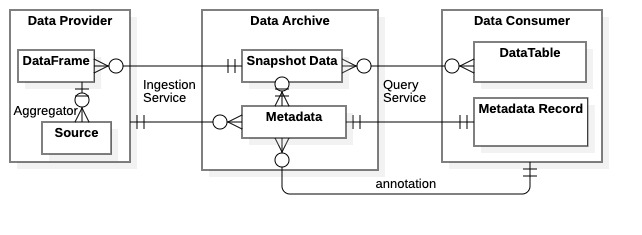 Data Provider
Data Archive
Data Consumer
DataFrame
Snapshot Data
DataTable
Ingestion
Service
Query
Service
Aggregator
Metadata
Metadata Record
Source
annotation